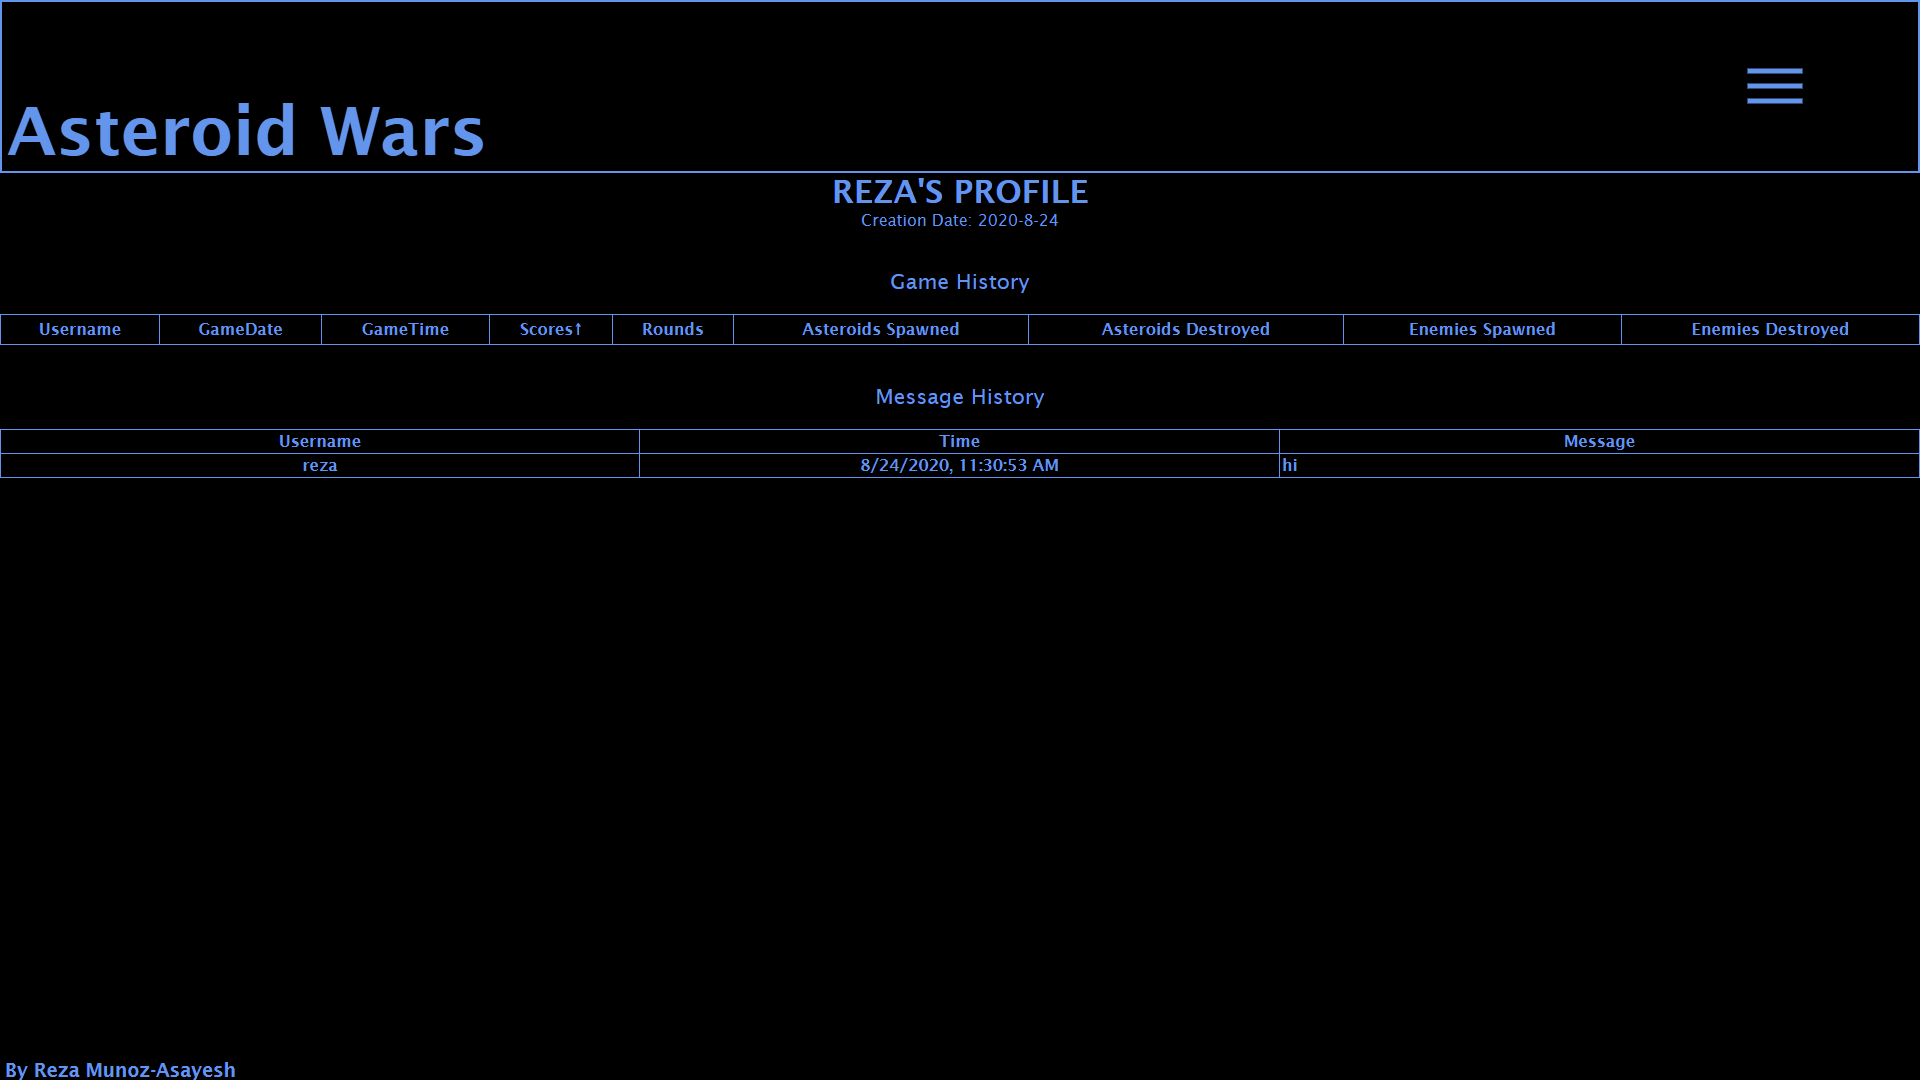 Asteroid Wars
REZA'S PROFILE
Creation Date: 2020-8-24
Game History
Username GameDate GameTime Scores↑ Rounds Asteroids Spawned Asteroids Destroyed Enemies Spawned Enemies Destroyed
Message History
Username Time Message
reza 8/24/2020, 11:30:53 AM hi
By Reza Munoz-Asayesh